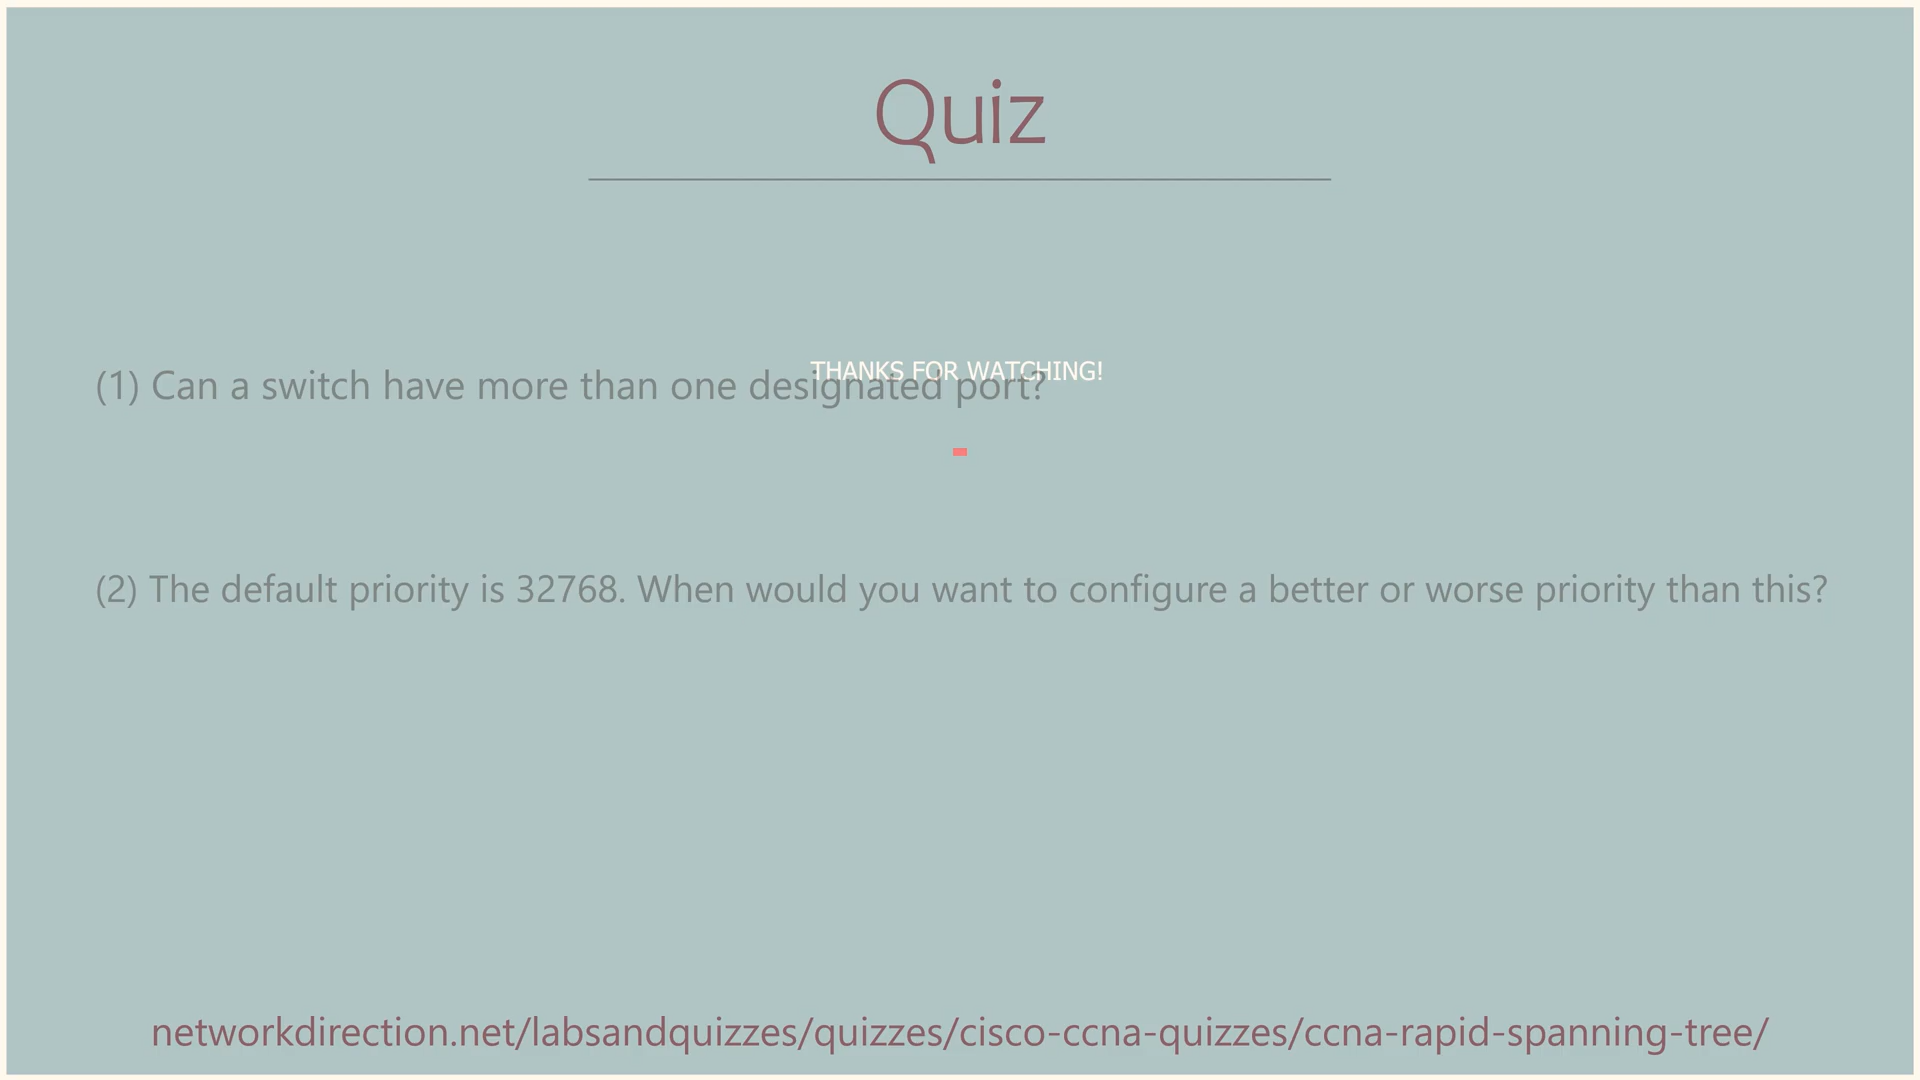 Quiz
THANKS FOR WATCHING!
(1) Can a switch have more than one designated port?
(2) The default priority is 32768. When would you want to configure a better or worse priority than this?
networkdirection.net/labsandquizzes/quizzes/cisco-ccna-quizzes/ccna-rapid-spanning-tree/